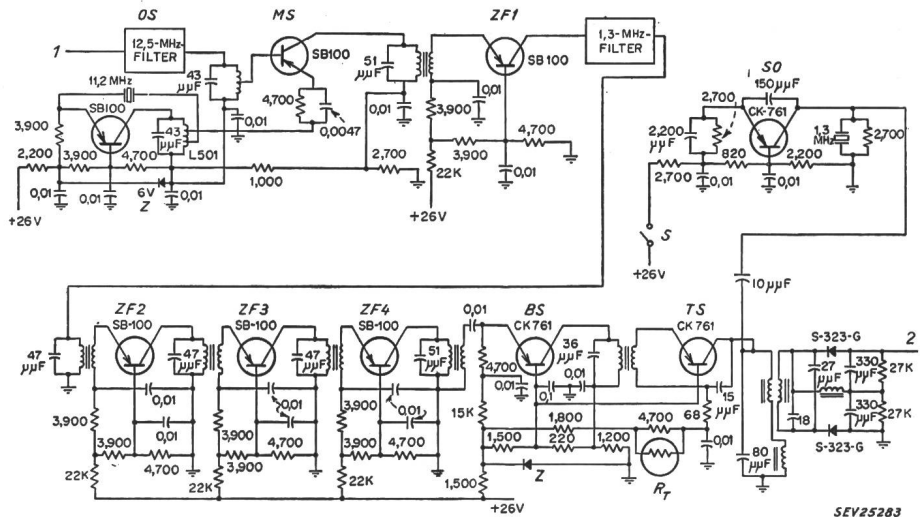 OS
MS
ZF1
1
12,5-MHz-
FILTER
SB100
51
µµF
SB 100
1,3-MHz-
FILTER
SO
150µµF
CK-761
11,2 MHz
SB100
43
µµF
4,700
0,01
0,0047
0,01
3,900
0,01
2,700
2,200
µµF
1,3
MHz
2,700
3,900
43
µµF
L501
0,01
3,900
4,700
2,200
3,900
4,700
1,000
2,700
2,700
820
2,200
0,01
6V
Z
0,01
0,01
22K
0,01
0,01
0,01
+26V
+26V
S
+26V
10µµF
ZF2
SB-100
ZF3
SB-100
ZF4
SB-100
0,01
BS
CK761
TS
CK 761
S-323-G
2
47
µµF
47
µµF
47
µµF
51
µµF
36
µµF
4,700
0,01
27
µµF
330
µµF
27K
0,01
0,01
0,01
0,1
0,01
15
µµF
330
µµF
27K
18
S-323-G
3,900
0,01
3,900
3,900
15K
1,800
4,700
68
0,01
3,900
4,700
3,900
4,700
3,900
4,700
1,500
220
1,200
80
µµF
22K
22K
22K
1,500
Z
R_T
+26V
SEV25283